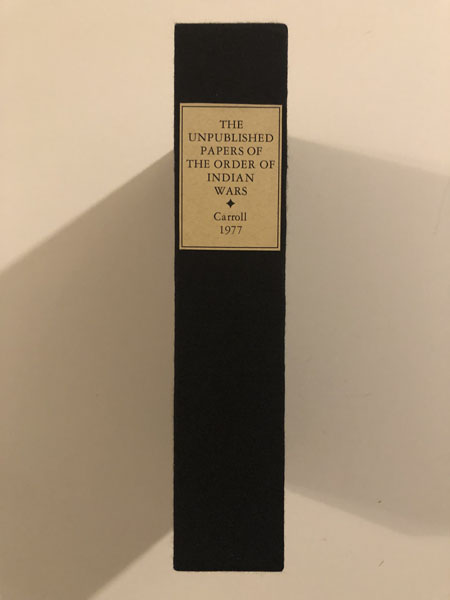 THE
UNPUBLISHED
PAPERS OF
THE ORDER OF
INDIAN
WARS
Carroll
1977